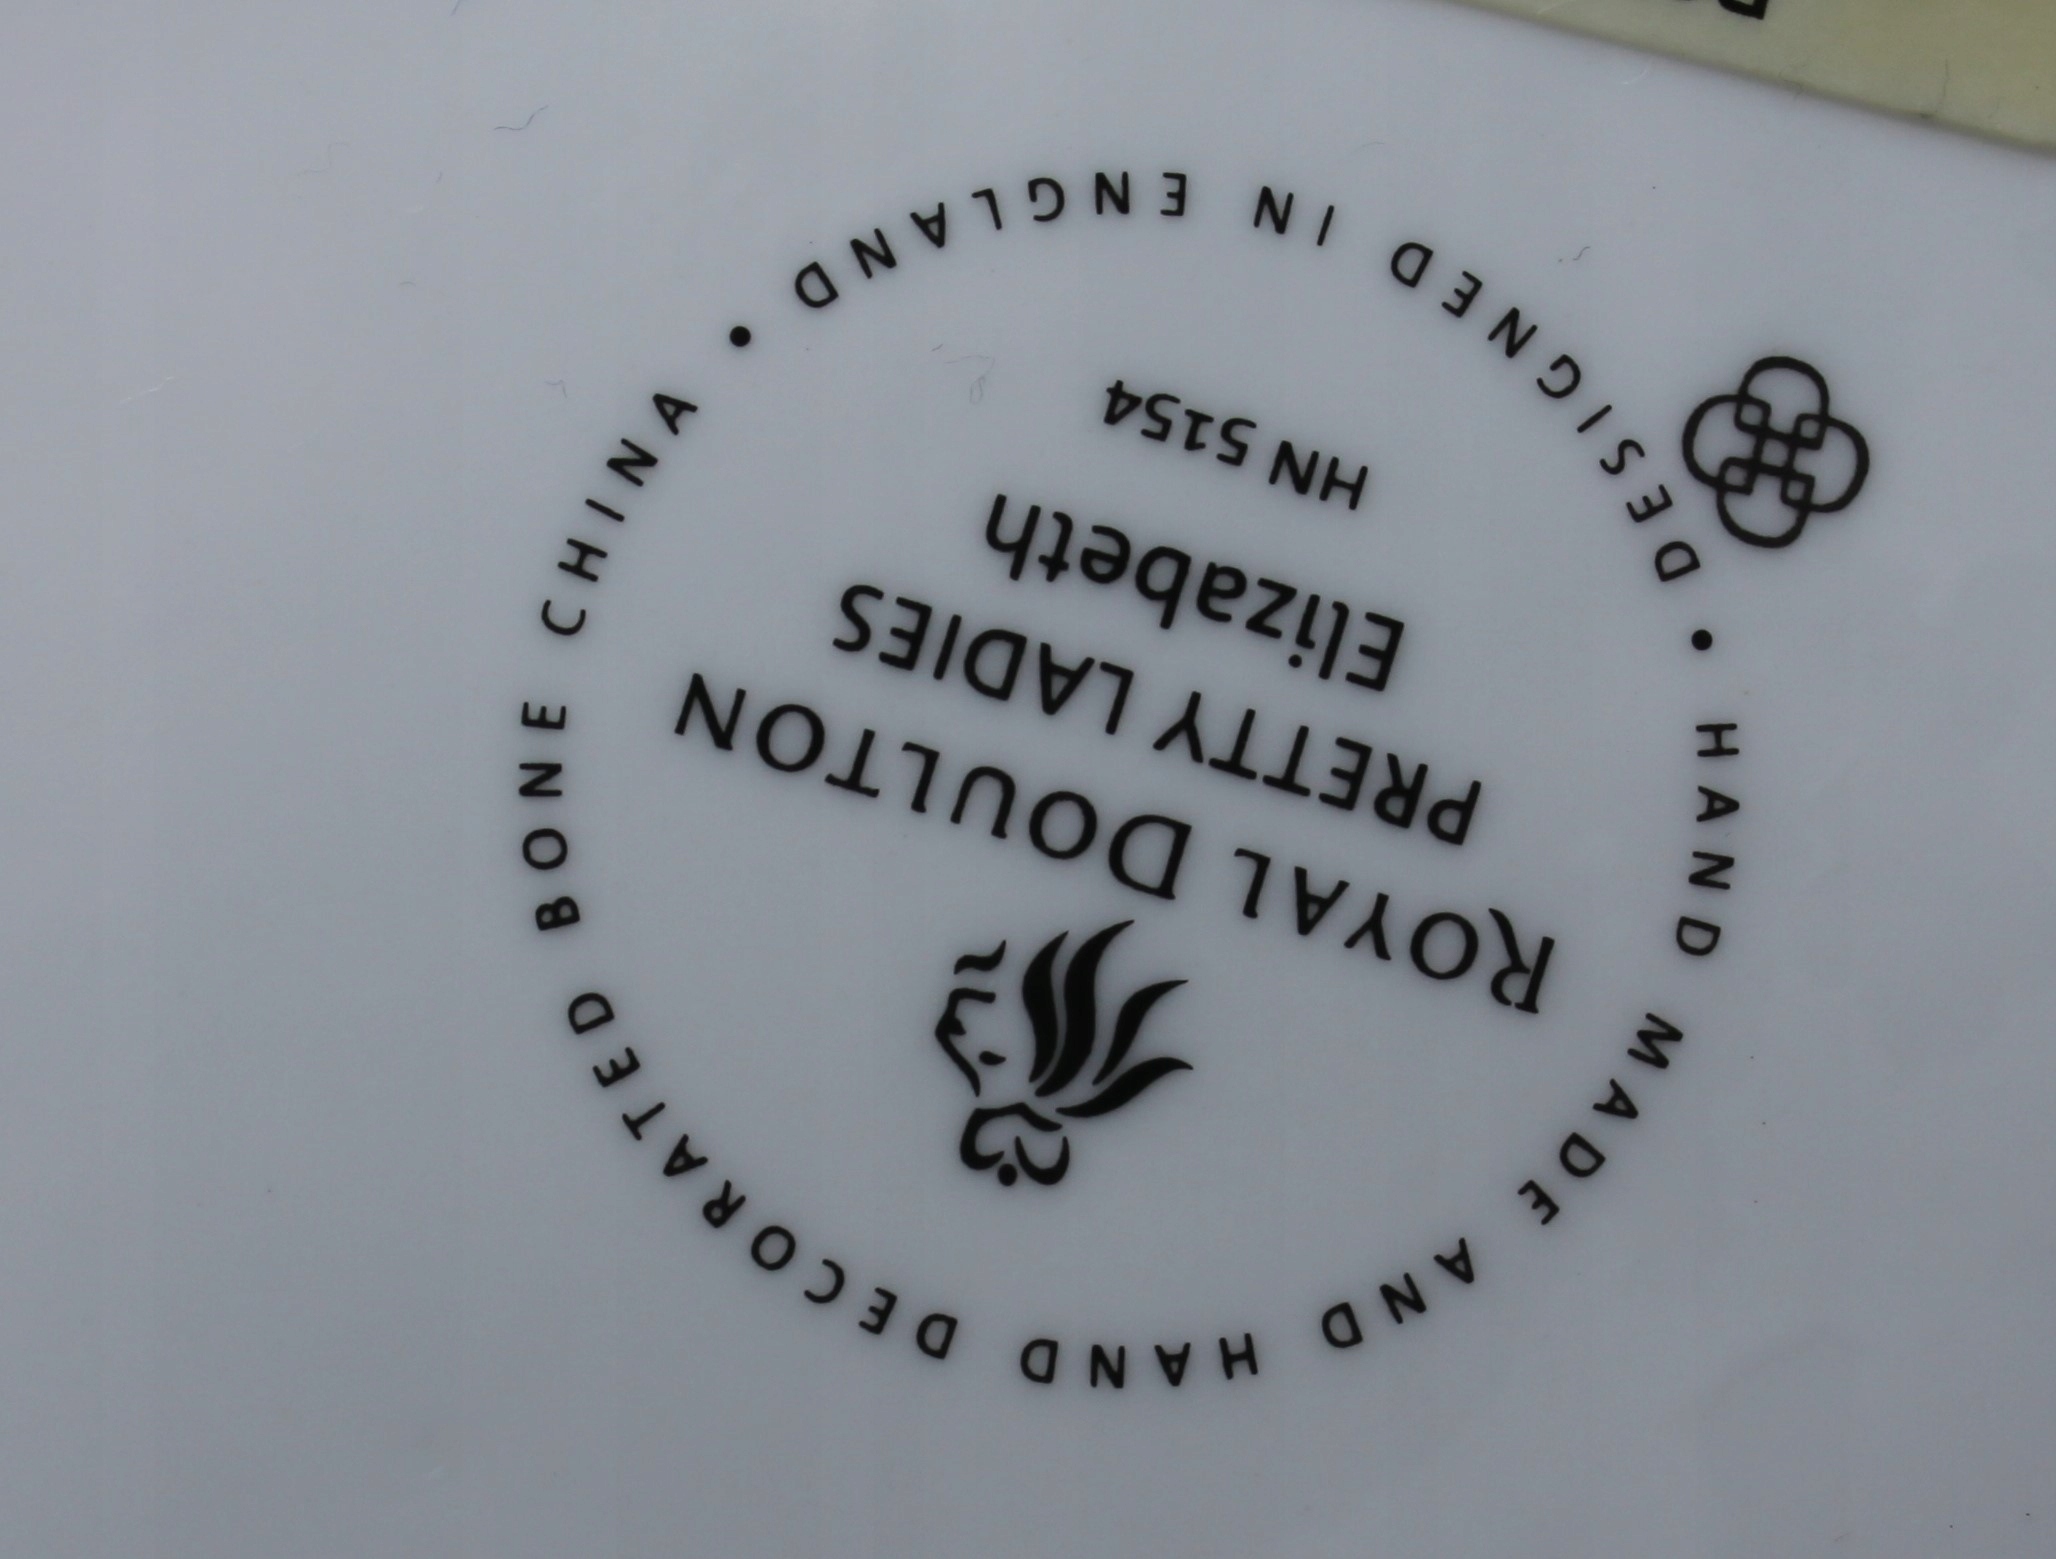 ROYAL DOULTON
PRETTY LADIES
Elizabeth
HN 5154
HAND MADE AND HAND DECORATED BONE CHINA • DESIGNED IN ENGLAND •